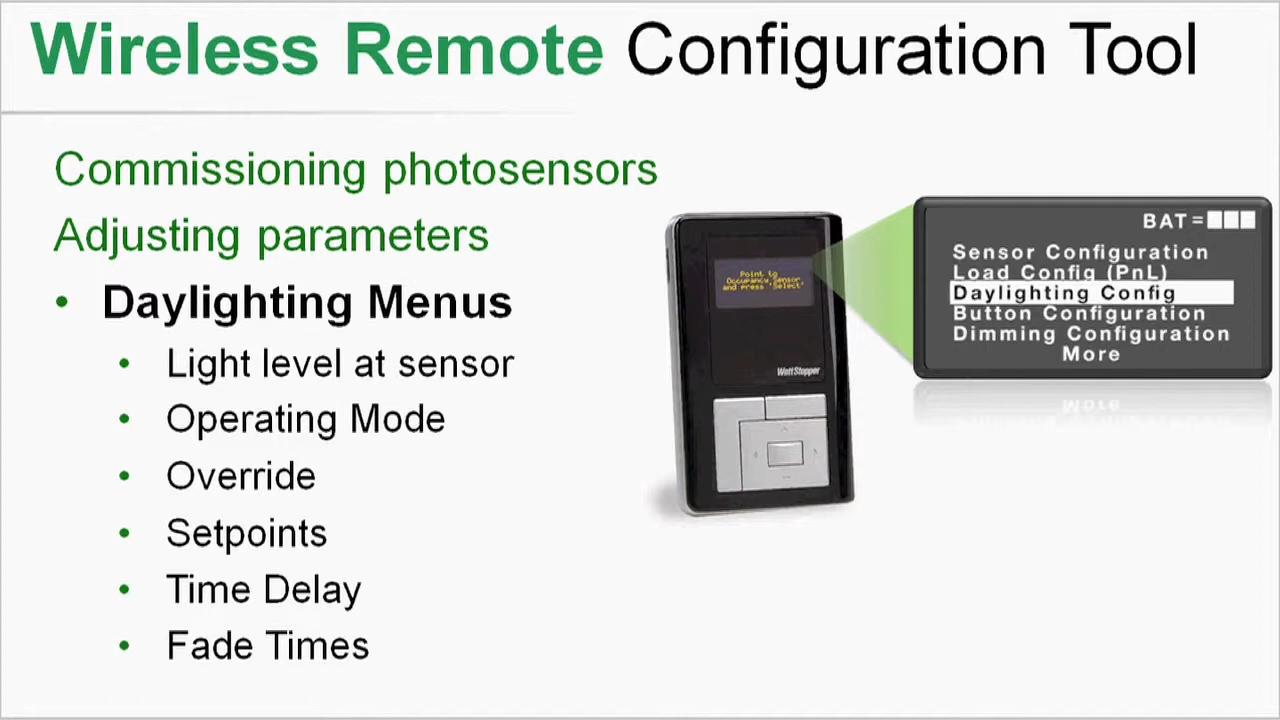 Wireless Remote Configuration Tool
Commissioning photosensors
Adjusting parameters
• Daylighting Menus
• Light level at sensor
• Operating Mode
• Override
• Setpoints
• Time Delay
• Fade Times
Point to
Occupancy Sensor
and Press 'Select'
WattStopper
BAT=
Sensor Configuration
Load Config (PnL)
Daylighting Config
Button Configuration
Dimming Configuration
More